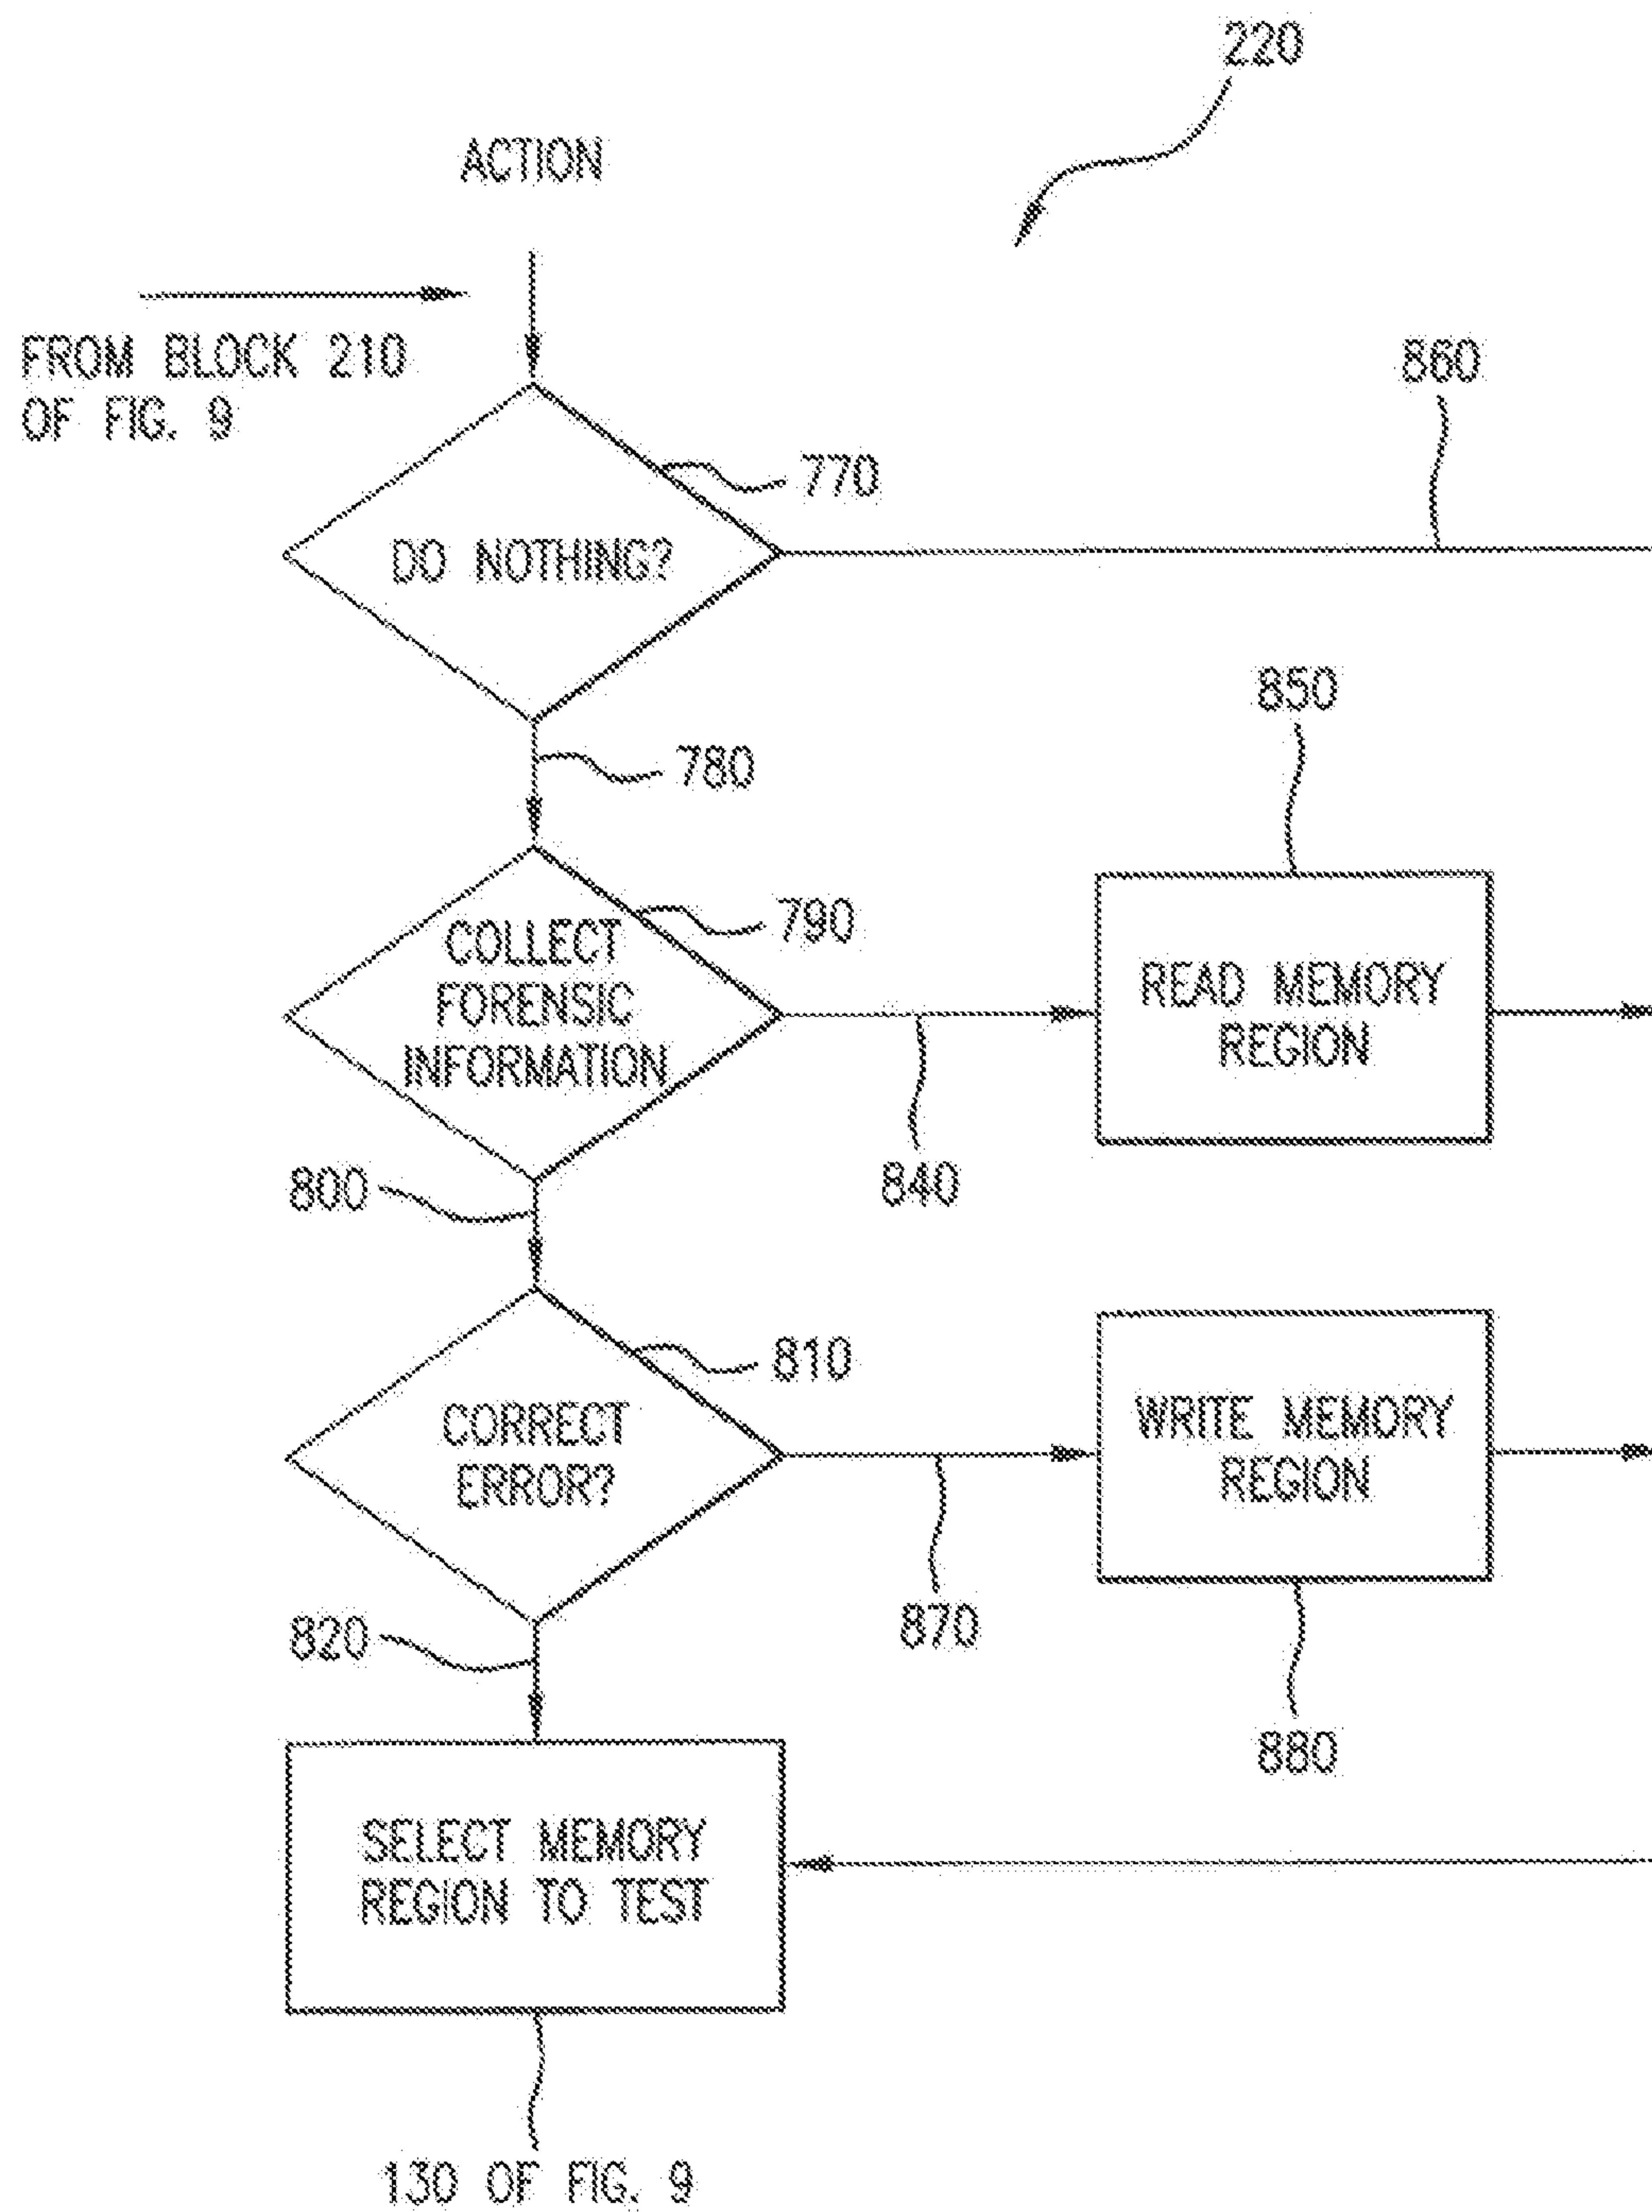 220
ACTION
FROM BLOCK 210
OF FIG. 9
860
770
DO NOTHING?
850
780
790
COLLECT
FORENSIC
INFORMATION
READ MEMORY
REGION
840
800
810
CORRECT
ERROR?
WRITE MEMORY
REGION
870
820
880
SELECT MEMORY
REGION TO TEST
130 OF FIG. 9